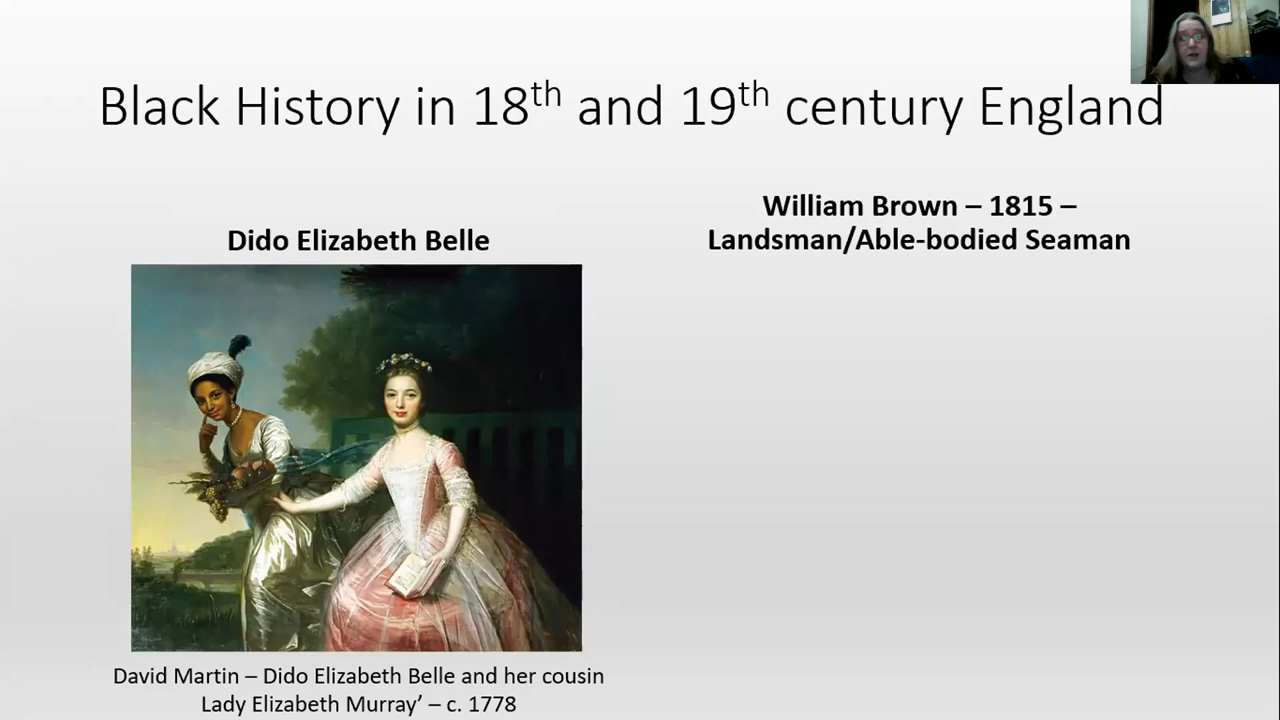 Black History in 18th and 19th century England
Dido Elizabeth Belle
David Martin – Dido Elizabeth Belle and her cousin
Lady Elizabeth Murray’ – c. 1778
William Brown – 1815 –
Landsman/Able-bodied Seaman